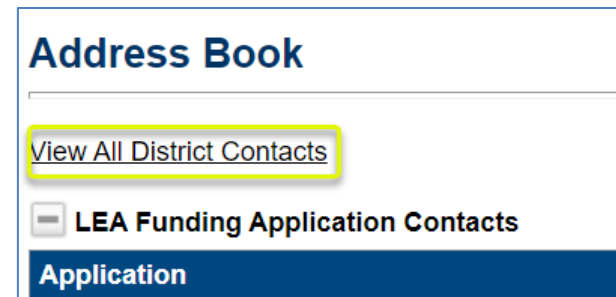 Address Book
View All District Contacts
LEA Funding Application Contacts
Application